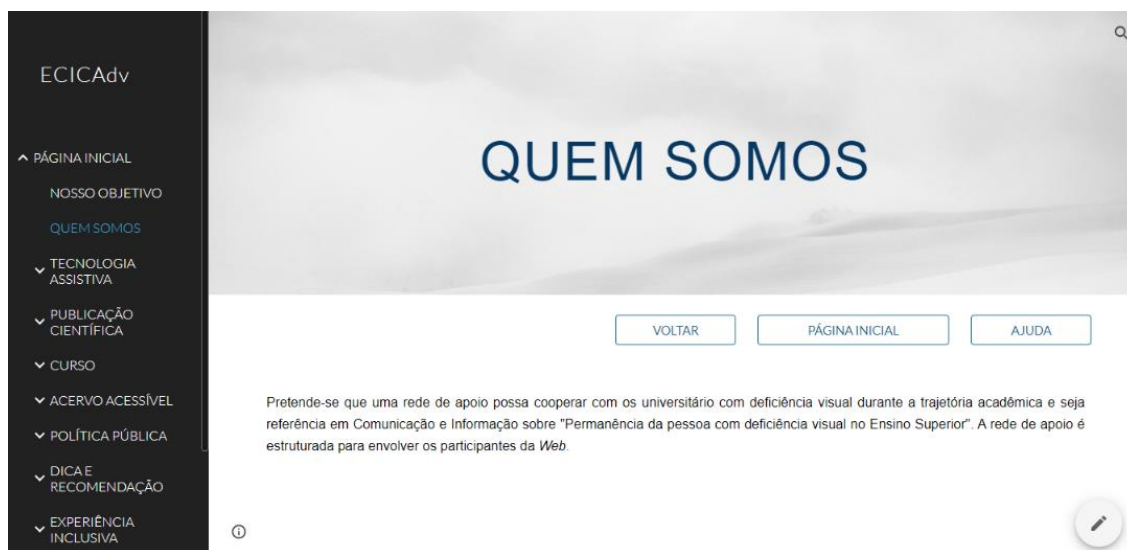 ECICAdv
PÁGINA INICIAL
NOSSO OBJETIVO
QUEM SOMOS
TECNOLOGIA
ASSISTIVA
PUBLICAÇÃO
CIENTÍFICA
CURSO
ACERVO ACESSÍVEL
POLÍTICA PÚBLICA
DICA E
RECOMENDAÇÃO
EXPERIÊNCIA
INCLUSIVA
QUEM SOMOS
VOLTAR
PÁGINA INICIAL
AJUDA
Pretende-se que uma rede de apoio possa cooperar com os universitário com deficiência visual durante a trajetória acadêmica e seja
referência em Comunicação e Informação sobre "Permanência da pessoa com deficiência visual no Ensino Superior". A rede de apoio é
estruturada para envolver os participantes da Web.